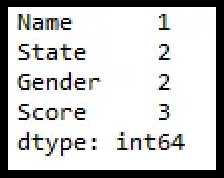 Name      1
State     2
Gender    2
Score     3
dtype: int64